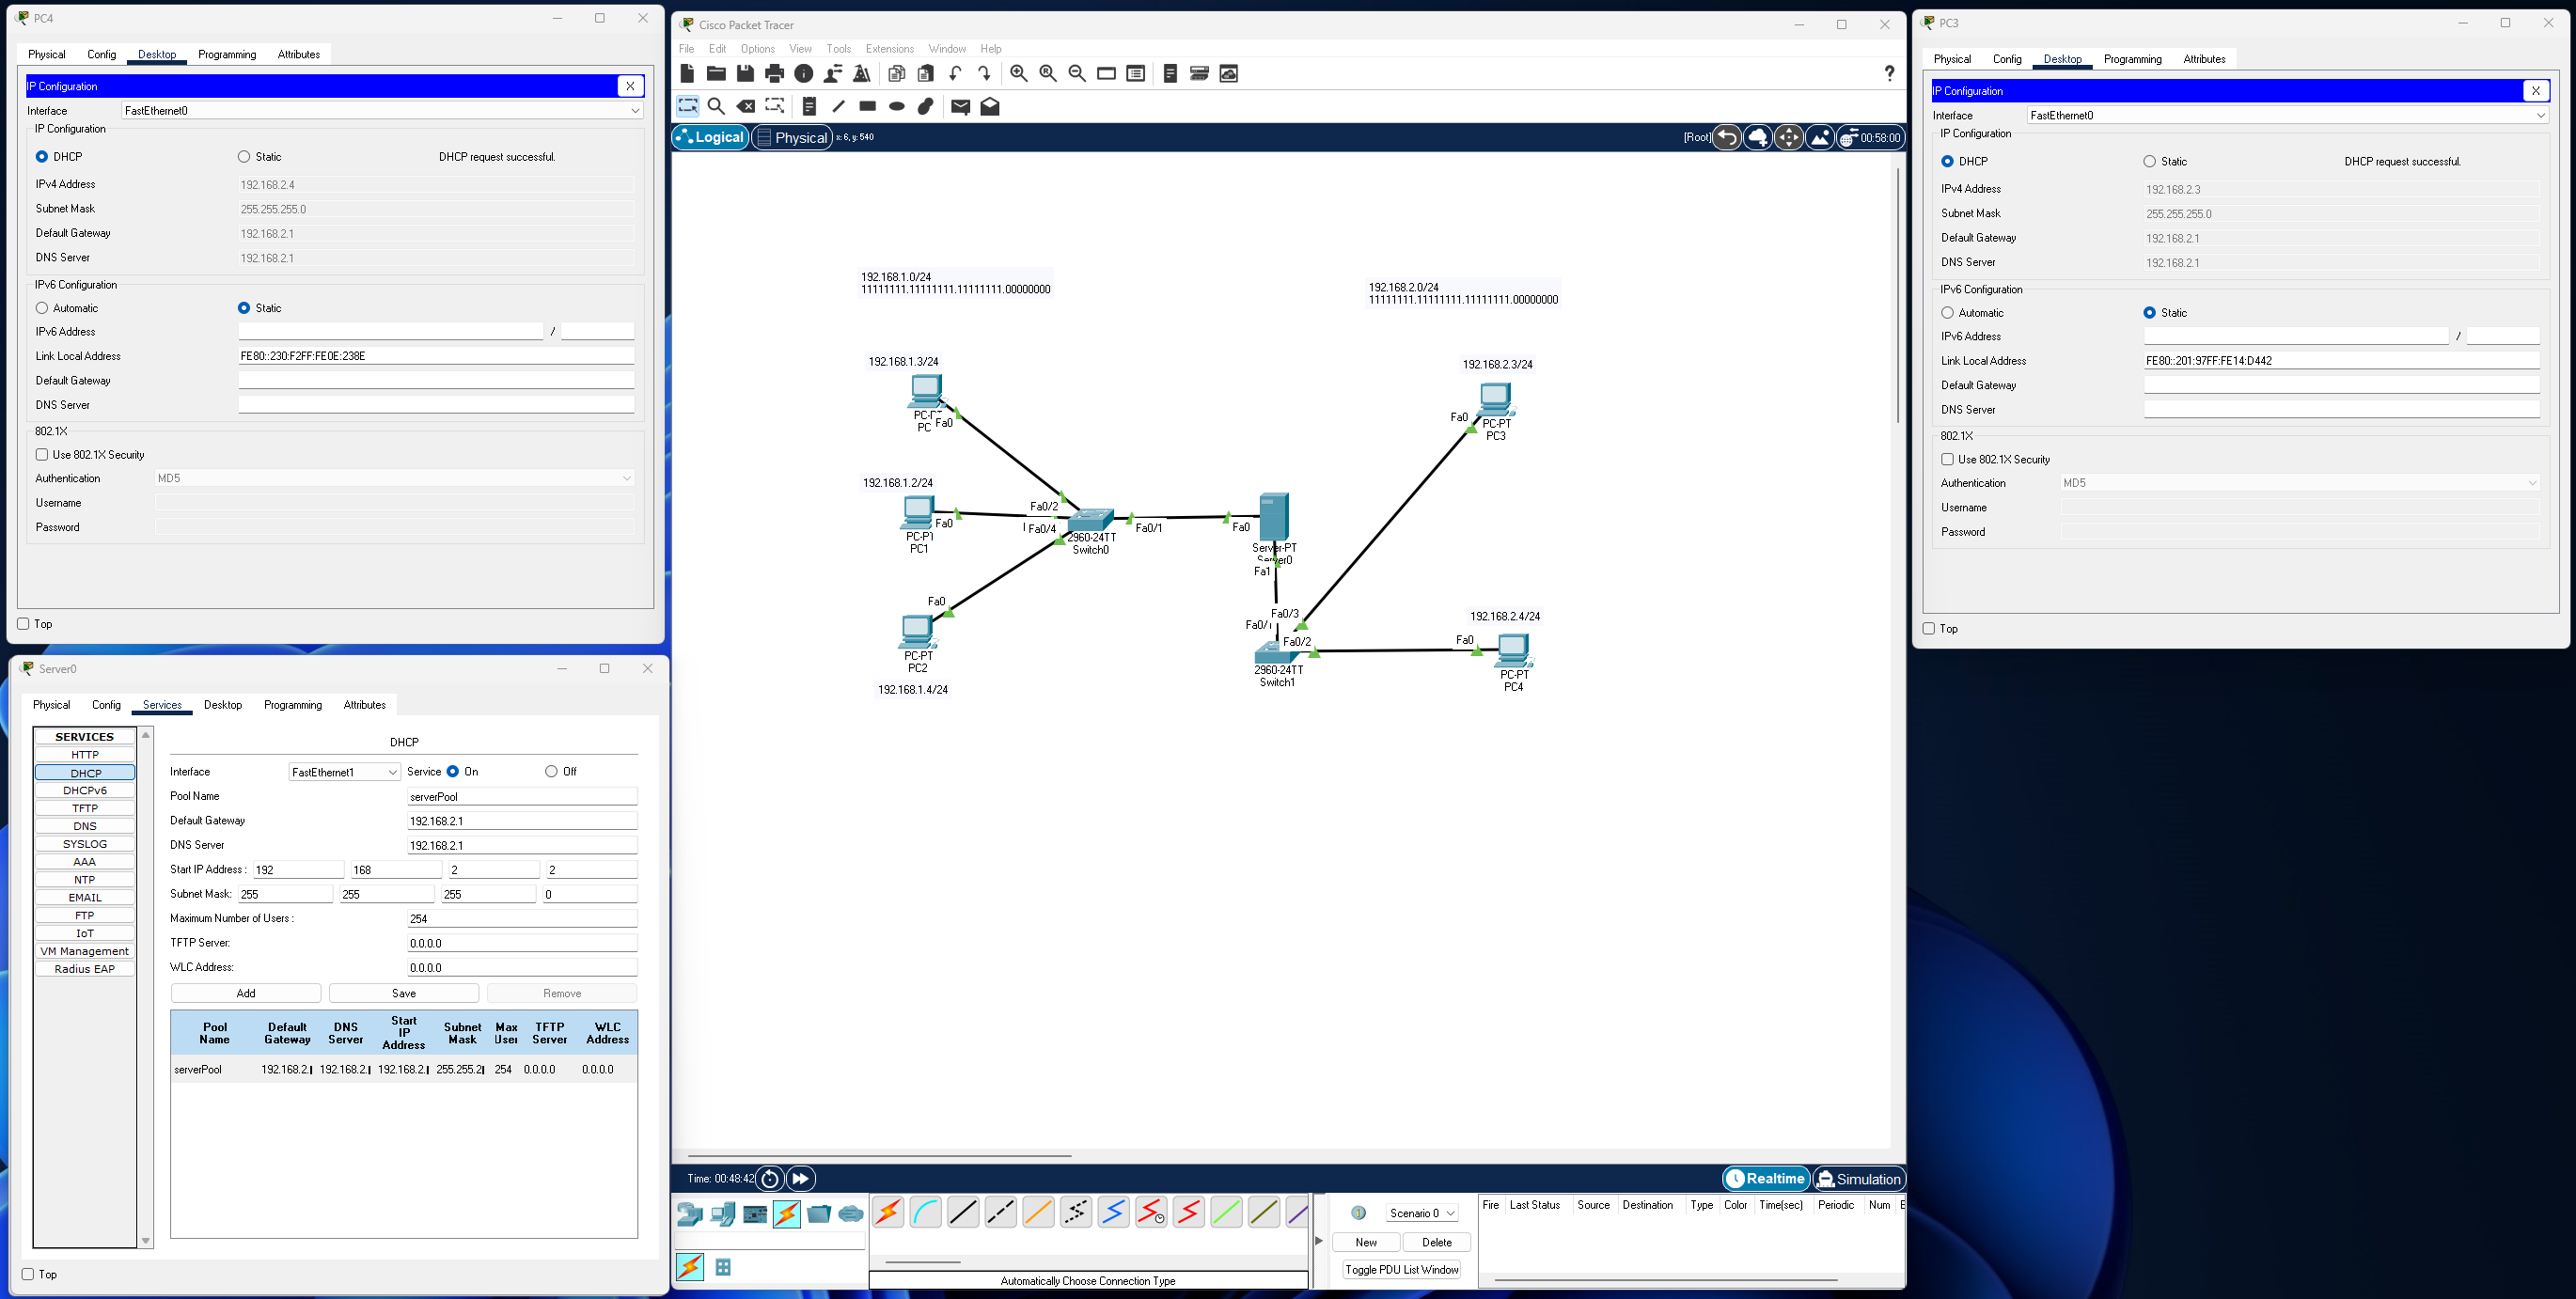 PC4
Physical Config Desktop Programming Attributes
IP Configuration X
Interface FastEthernet0
IP Configuration
DHCP Static DHCP request successful.
IPv4 Address 192.168.2.4
Subnet Mask 255.255.255.0
Default Gateway 192.168.2.1
DNS Server 192.168.2.1
IPv6 Configuration
Automatic Static
IPv6 Address /
Link Local Address FE80::230:F2FF:FE0E:238E
Default Gateway
DNS Server
802.1X
Use 802.1X Security
Authentication MD5
Username
Password
Top
Server0
Physical Config Services Desktop Programming Attributes
SERVICES
HTTP
DHCP
DHCPv6
TFTP
DNS
SYSLOG
AAA
NTP
EMAIL
FTP
IoT
VM Management
Radius EAP
DHCP
Interface FastEthernet1 Service On Off
Pool Name serverPool
Default Gateway 192.168.2.1
DNS Server 192.168.2.1
Start IP Address : 192 168 2 2
Subnet Mask: 255 255 255 0
Maximum Number of Users : 254
TFTP Server: 0.0.0.0
WLC Address: 0.0.0.0
Add Save Remove
Pool Name Default Gateway DNS Server Start IP Address Subnet Mask Max User TFTP Server WLC Address
serverPool 192.168.2. 192.168.2. 192.168.2. 255.255.2 254 0.0.0.0 0.0.0.0
Top
Cisco Packet Tracer
File Edit Options View Tools Extensions Window Help
?
Logical Physical x: 6, y: 540 [Root] 00:58:00
192.168.1.0/24
11111111.11111111.11111111.00000000
192.168.2.0/24
11111111.11111111.11111111.00000000
192.168.1.3/24
PC-PT
PC
Fa0
192.168.2.3/24
Fa0
PC-PT
PC3
192.168.1.2/24
Fa0
PC-PT
PC1
Fa0/2
Fa0/4
2960-24TT
Switch0
Fa0/1
Fa0
Server-PT
Server0
Fa1
Fa0
PC-PT
PC2
192.168.1.4/24
Fa0/3
Fa0/
Fa0/2
2960-24TT
Switch1
192.168.2.4/24
Fa0
PC-PT
PC4
Time: 00:48:42 Realtime Simulation
Automatically Choose Connection Type
Scenario 0
New Delete
Toggle PDU List Window
Fire Last Status Source Destination Type Color Time(sec) Periodic Num E
PC3
Physical Config Desktop Programming Attributes
IP Configuration X
Interface FastEthernet0
IP Configuration
DHCP Static DHCP request successful.
IPv4 Address 192.168.2.3
Subnet Mask 255.255.255.0
Default Gateway 192.168.2.1
DNS Server 192.168.2.1
IPv6 Configuration
Automatic Static
IPv6 Address /
Link Local Address FE80::201:97FF:FE14:D442
Default Gateway
DNS Server
802.1X
Use 802.1X Security
Authentication MD5
Username
Password
Top